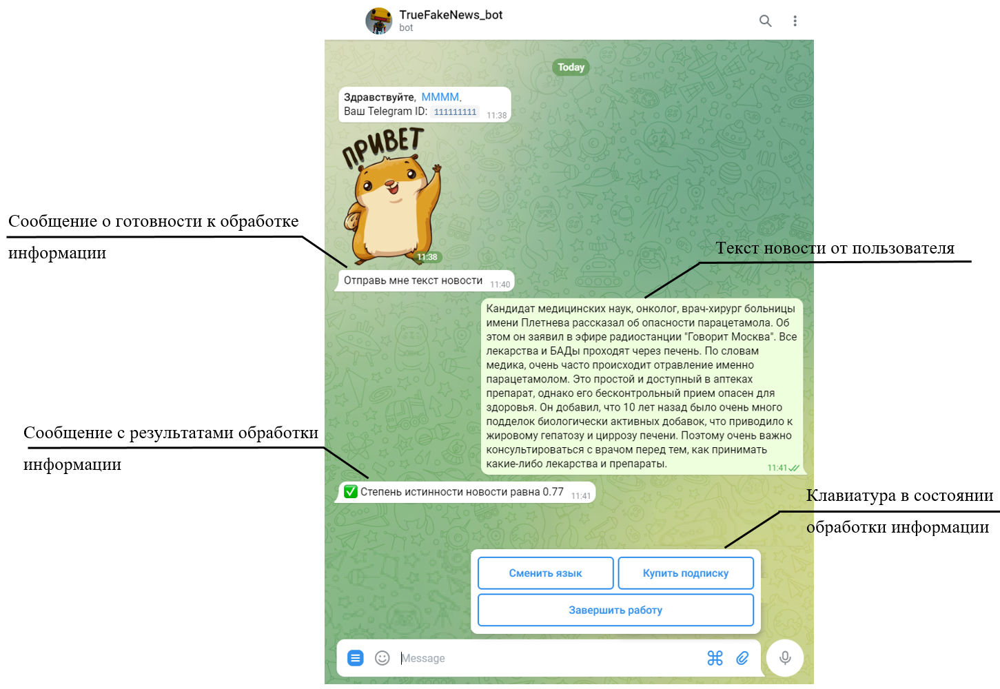 TrueFakeNews_bot
bot
Today
Здравствуйте, MMMM.
Ваш Telegram ID: 111111111 11:38
ПРИВЕТ
11:38
Сообщение о готовности к обработке
информации
Отправь мне текст новости 11:40
Текст новости от пользователя
Кандидат медицинских наук, онколог, врач-хирург больницы
имени Плетнева рассказал об опасности парацетамола. Об
этом он заявил в эфире радиостанции "Говорит Москва". Все
лекарства и БАДы проходят через печень. По словам
медика, очень часто происходит отравление именно
парацетамолом. Это простой и доступный в аптеках
препарат, однако его бесконтрольный прием опасен для
здоровья. Он добавил, что 10 лет назад было очень много
подделок биологически активных добавок, что приводило к
жировому гепатозу и циррозу печени. Поэтому очень важно
консультироваться с врачом перед тем, как принимать
какие-либо лекарства и препараты. 11:41
Сообщение с результатами обработки
информации
✅ Степень истинности новости равна 0.77 11:41
Клавиатура в состоянии
обработки информации
Сменить язык
Купить подписку
Завершить работу
Message